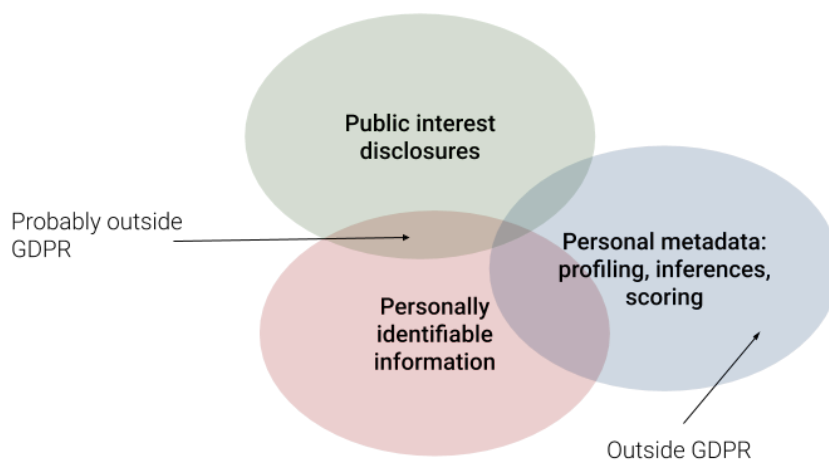 Public interest
disclosures
Probably outside
GDPR
Personal metadata:
profiling, inferences,
scoring
Personally
identifiable
information
Outside GDPR